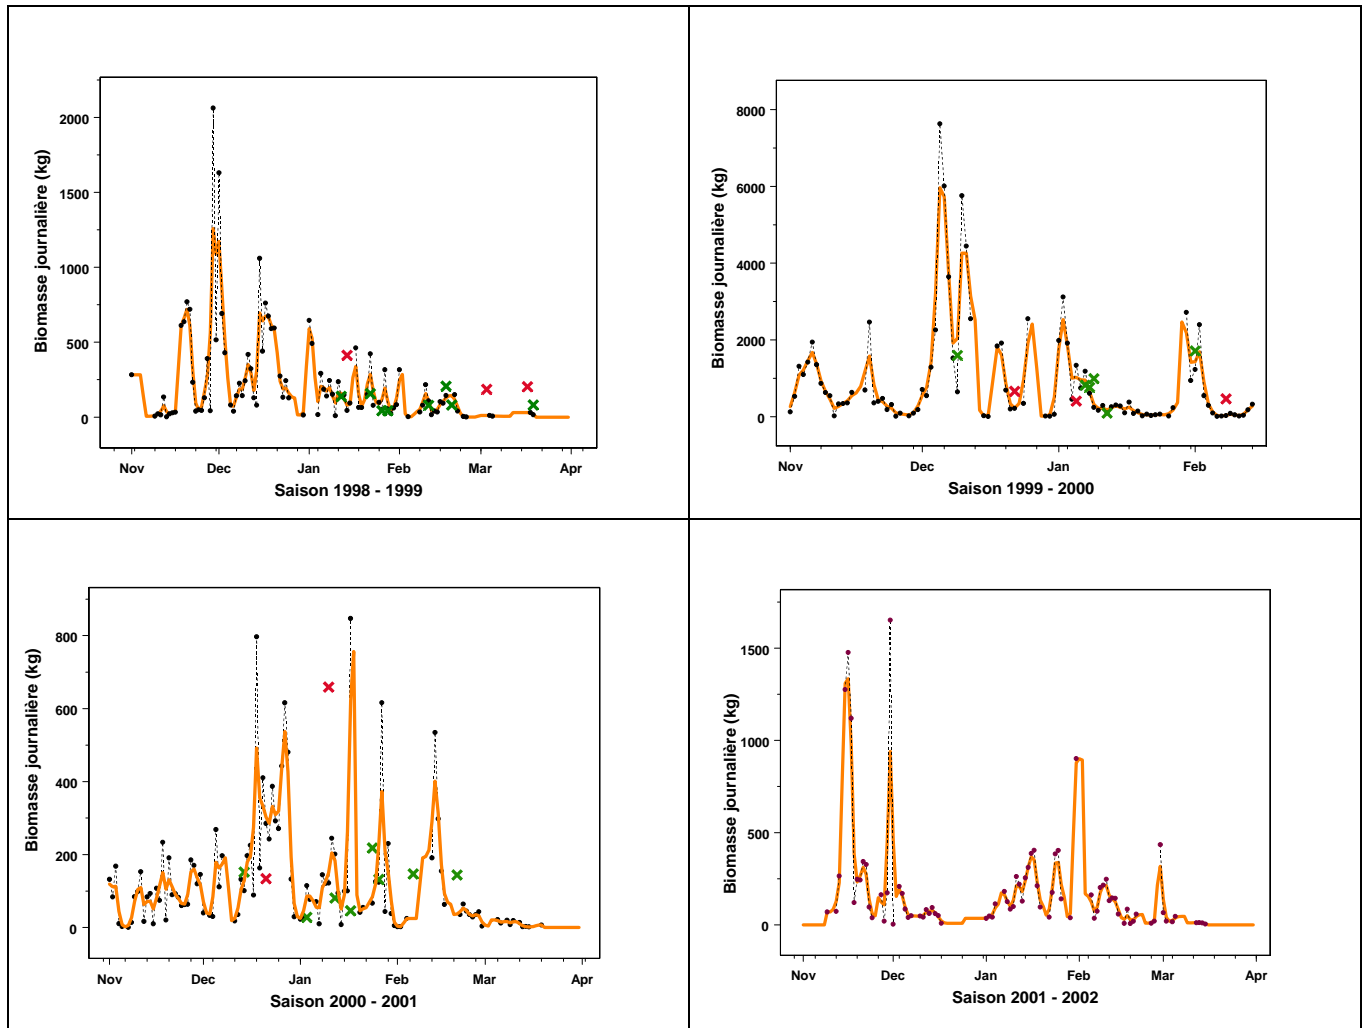 Biomasse journalière (kg)
2000
1500
1000
500
0
Nov Dec Jan Feb Mar Apr
Saison 1998 - 1999
Biomasse journalière (kg)
8000
6000
4000
2000
0
Nov Dec Jan Feb
Saison 1999 - 2000
Biomasse journalière (kg)
800
600
400
200
0
Nov Dec Jan Feb Mar Apr
Saison 2000 - 2001
Biomasse journalière (kg)
1500
1000
500
0
Nov Dec Jan Feb Mar Apr
Saison 2001 - 2002